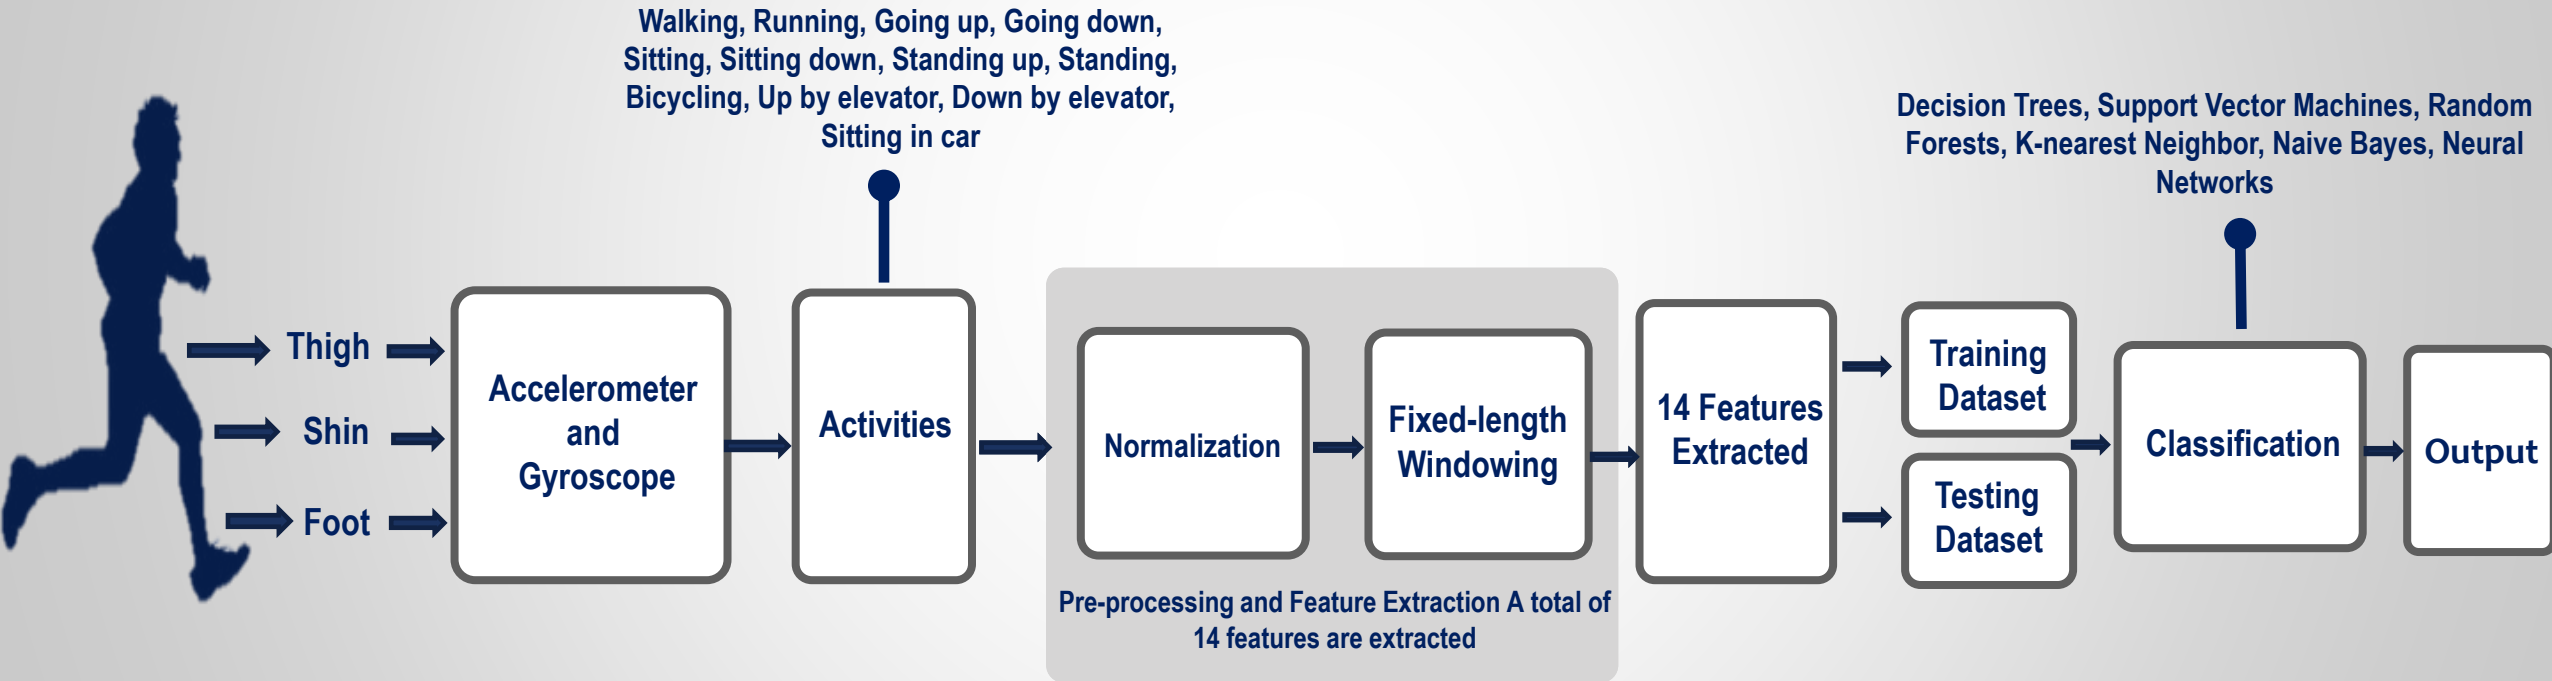 Walking, Running, Going up, Going down,
Sitting, Sitting down, Standing up, Standing,
Bicycling, Up by elevator, Down by elevator,
Sitting in car
Decision Trees, Support Vector Machines, Random
Forests, K-nearest Neighbor, Naive Bayes, Neural
Networks
Thigh
Shin
Foot
Accelerometer
and
Gyroscope
Activities
Normalization
Fixed-length
Windowing
Pre-processing and Feature Extraction A total of
14 features are extracted
14 Features
Extracted
Training
Dataset
Testing
Dataset
Classification
Output